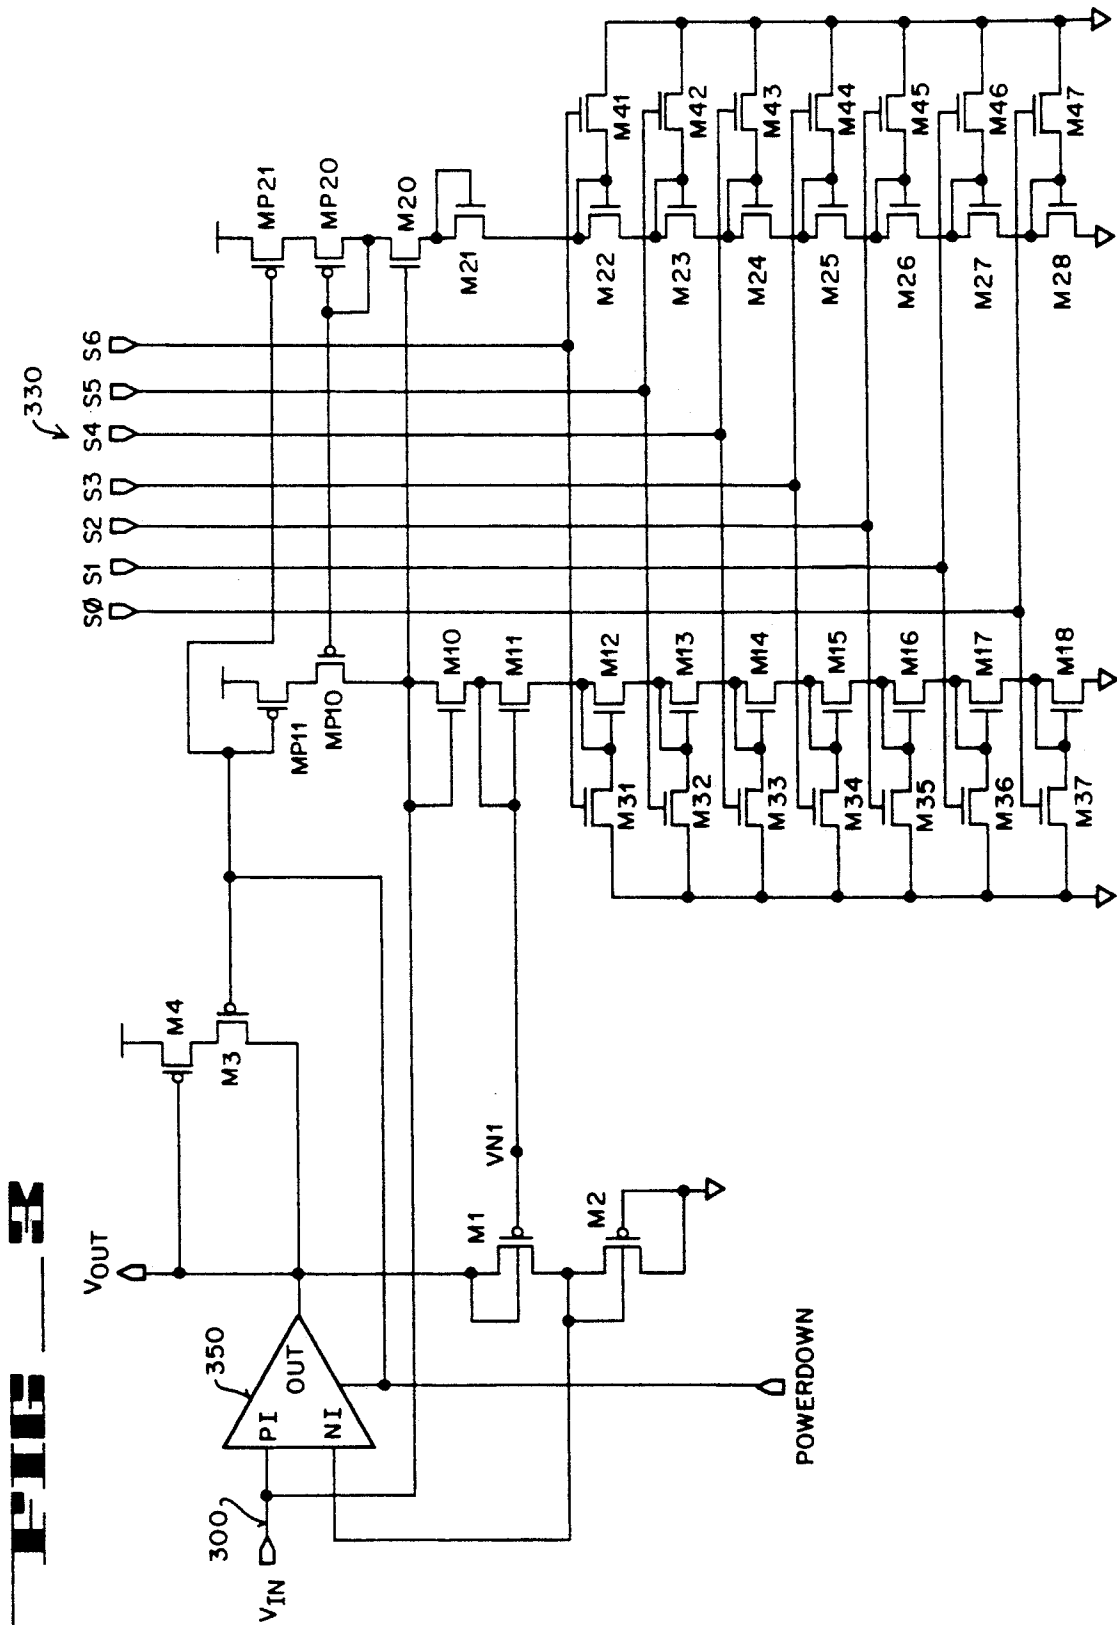 FIG 3
330
SØ S1 S2 S3 S4 S5 S6
MP21
MP20
M20
M21
MP11
MP10
M10
M11
M4
M3
VOUT
350
PI
OUT
NI
300
VIN
VN1
M1
M2
POWERDOWN
M31 M12 M22 M41
M32 M13 M23 M42
M33 M14 M24 M43
M34 M15 M25 M44
M35 M16 M26 M45
M36 M17 M27 M46
M37 M18 M28 M47